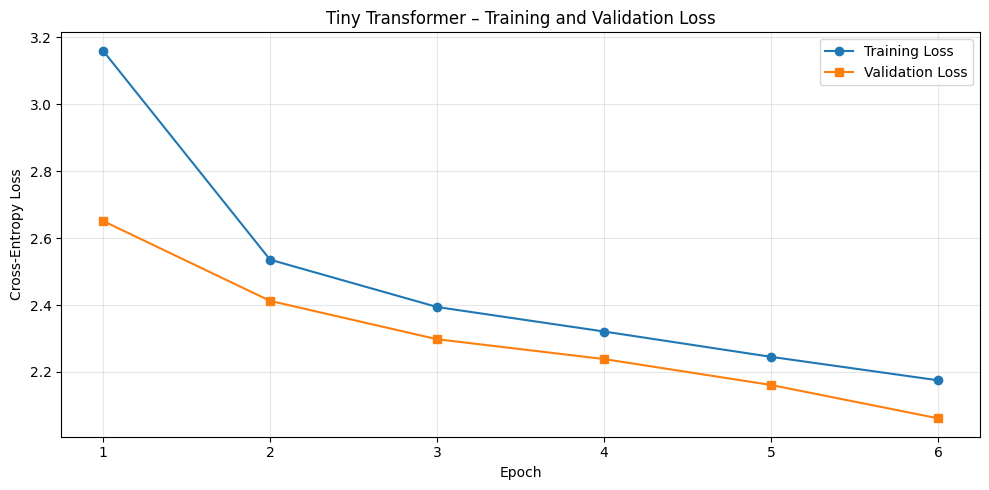 Tiny Transformer – Training and Validation Loss
Training Loss
Validation Loss
Cross-Entropy Loss
3.2
3.0
2.8
2.6
2.4
2.2
1 2 3 4 5 6
Epoch